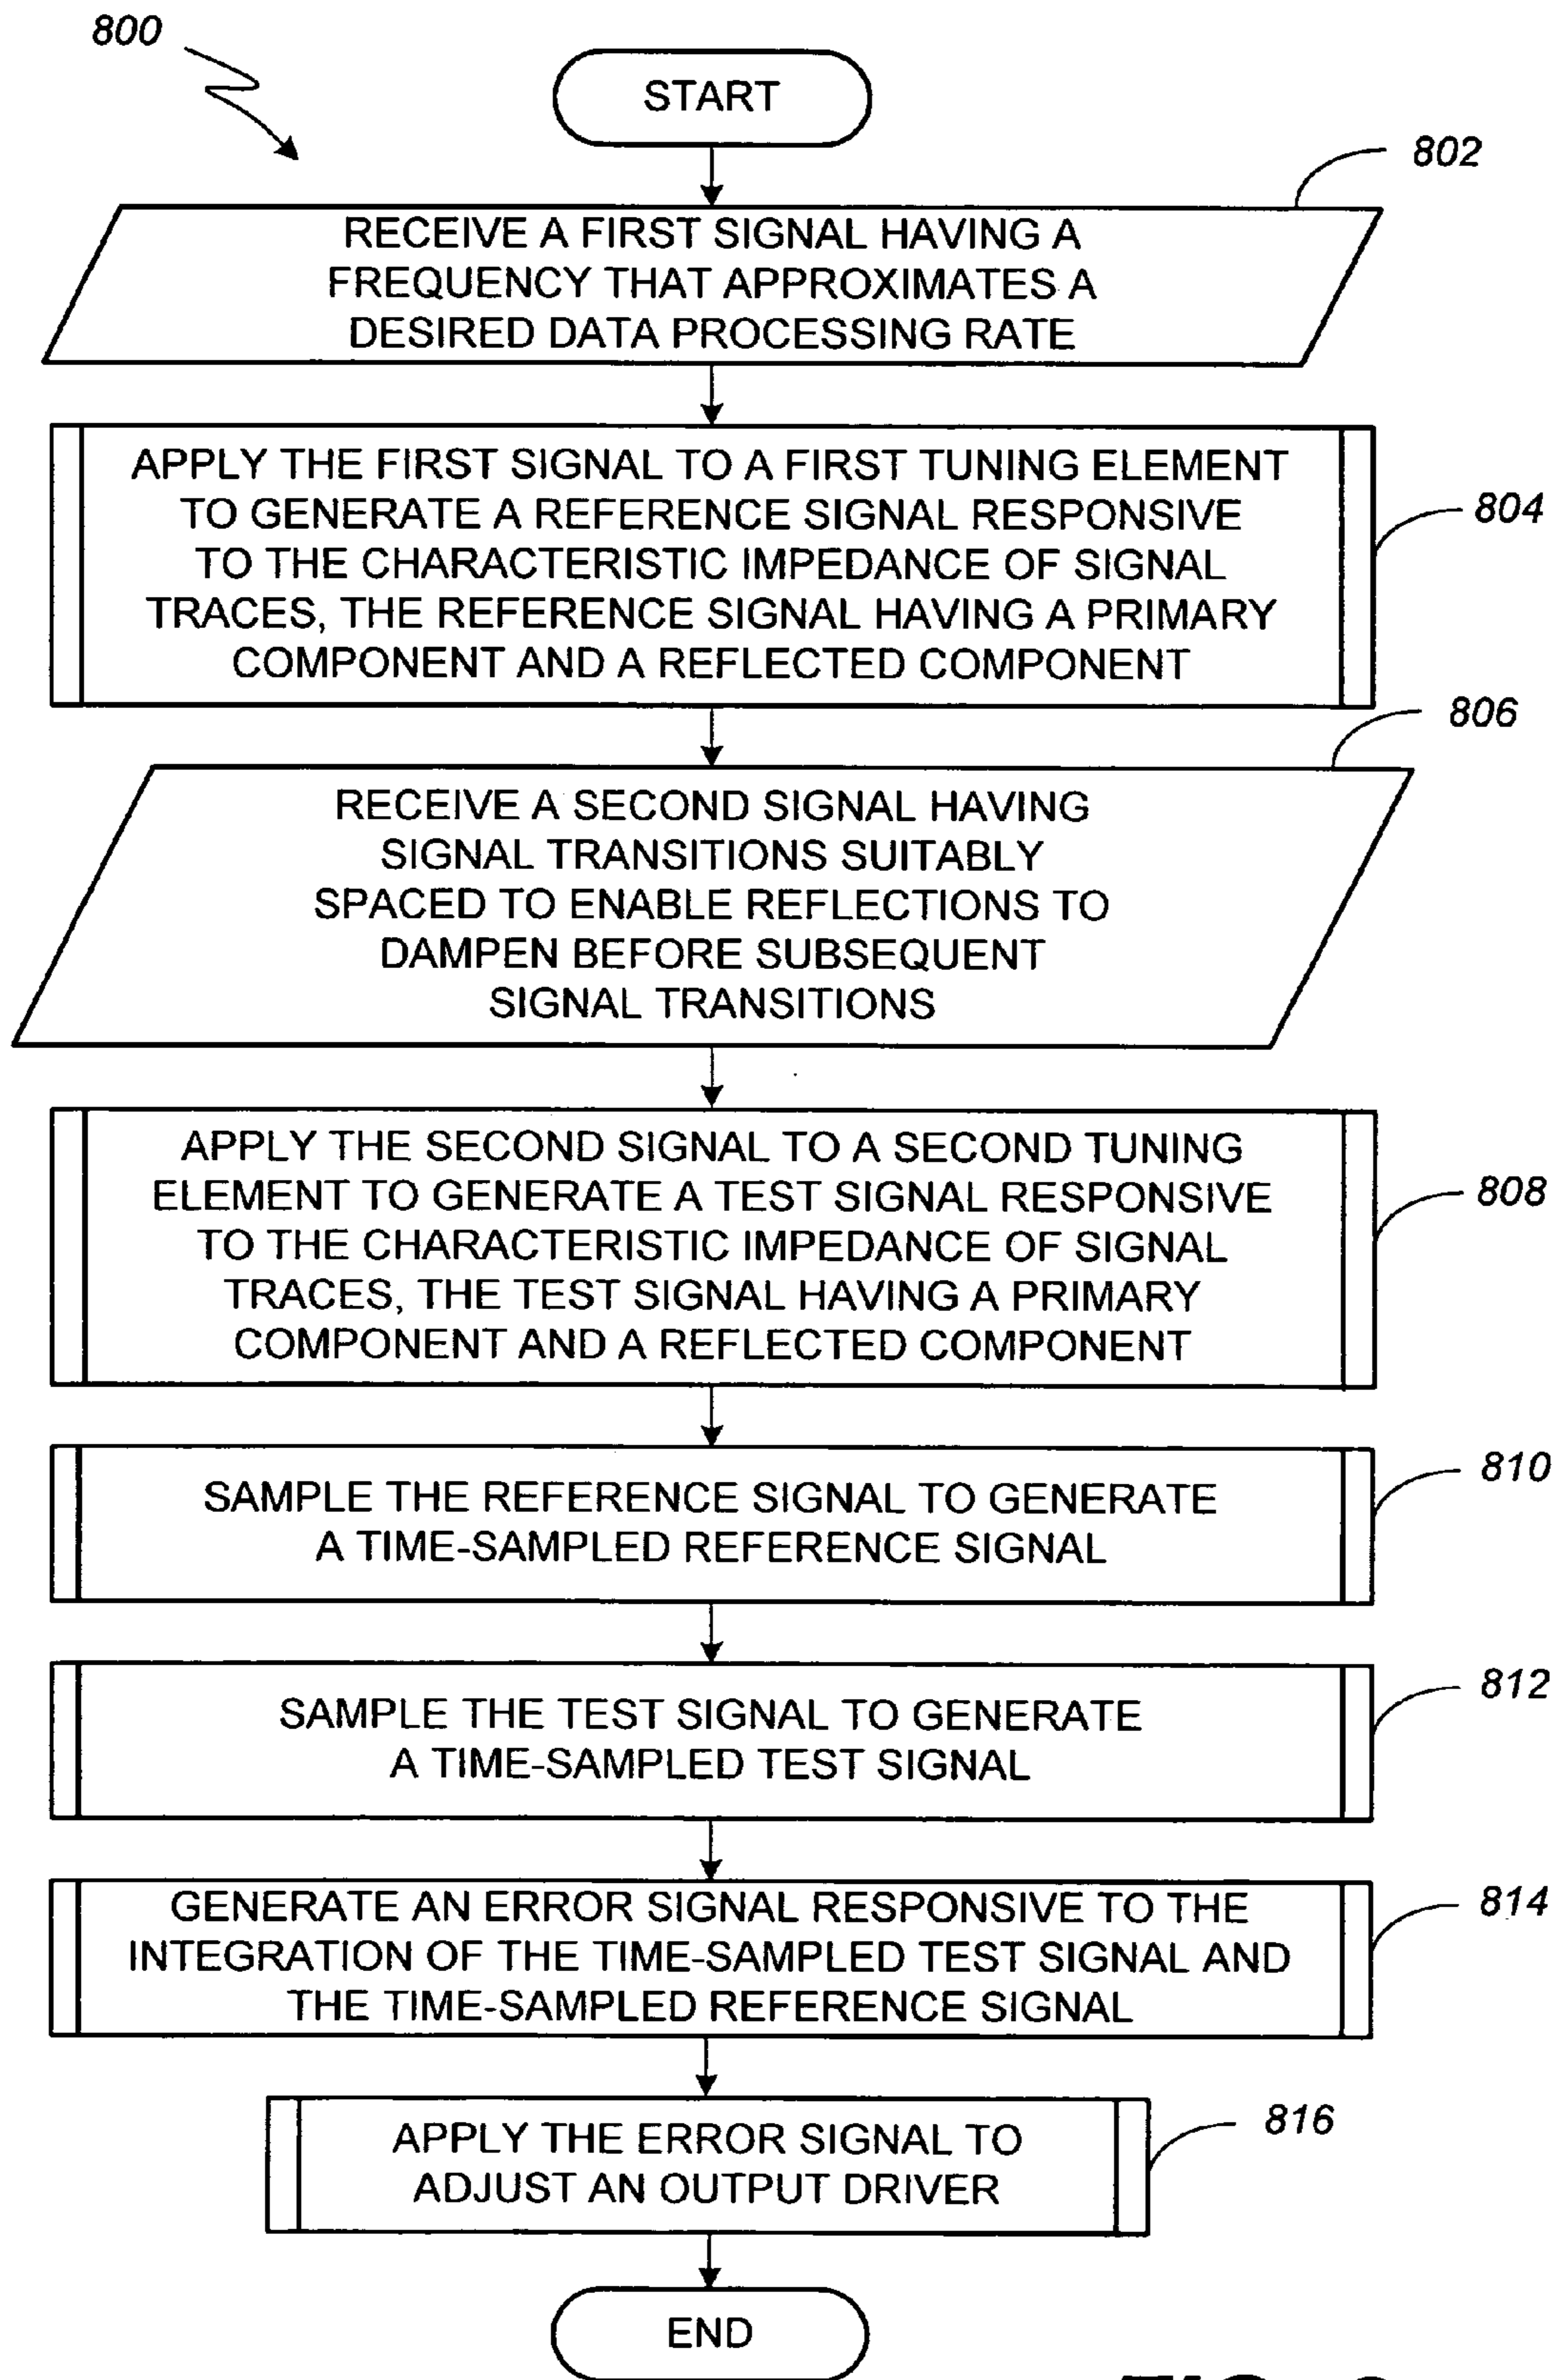 800
START
802
RECEIVE A FIRST SIGNAL HAVING A
FREQUENCY THAT APPROXIMATES A
DESIRED DATA PROCESSING RATE
APPLY THE FIRST SIGNAL TO A FIRST TUNING ELEMENT
TO GENERATE A REFERENCE SIGNAL RESPONSIVE
TO THE CHARACTERISTIC IMPEDANCE OF SIGNAL
TRACES, THE REFERENCE SIGNAL HAVING A PRIMARY
COMPONENT AND A REFLECTED COMPONENT
804
806
RECEIVE A SECOND SIGNAL HAVING
SIGNAL TRANSITIONS SUITABLY
SPACED TO ENABLE REFLECTIONS TO
DAMPEN BEFORE SUBSEQUENT
SIGNAL TRANSITIONS
APPLY THE SECOND SIGNAL TO A SECOND TUNING
ELEMENT TO GENERATE A TEST SIGNAL RESPONSIVE
TO THE CHARACTERISTIC IMPEDANCE OF SIGNAL
TRACES, THE TEST SIGNAL HAVING A PRIMARY
COMPONENT AND A REFLECTED COMPONENT
808
SAMPLE THE REFERENCE SIGNAL TO GENERATE
A TIME-SAMPLED REFERENCE SIGNAL
810
SAMPLE THE TEST SIGNAL TO GENERATE
A TIME-SAMPLED TEST SIGNAL
812
GENERATE AN ERROR SIGNAL RESPONSIVE TO THE
INTEGRATION OF THE TIME-SAMPLED TEST SIGNAL AND
THE TIME-SAMPLED REFERENCE SIGNAL
814
APPLY THE ERROR SIGNAL TO
ADJUST AN OUTPUT DRIVER
816
END